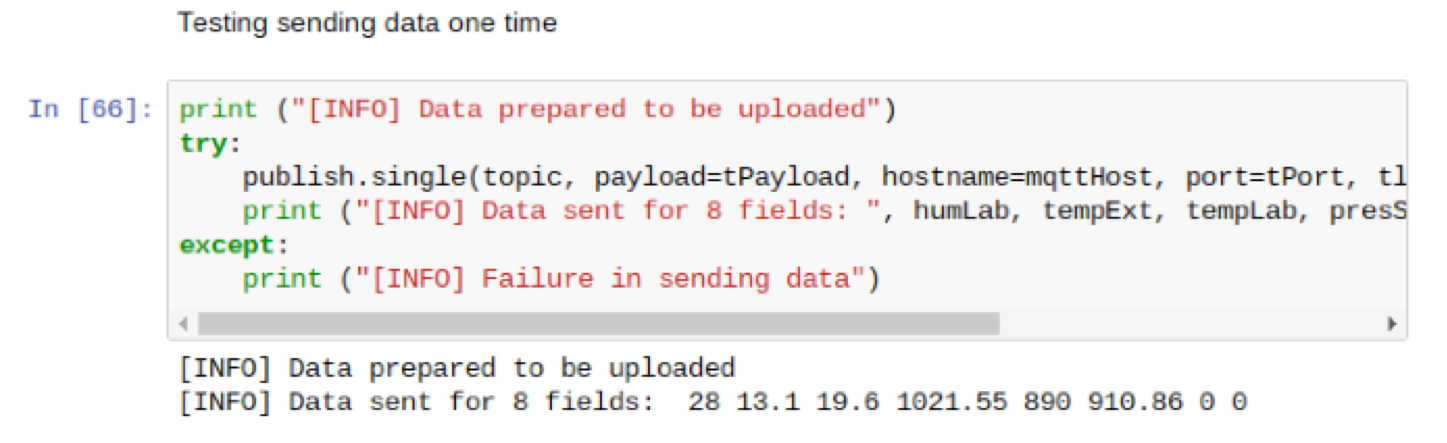 Testing sending data one time
In [66]: print ("[INFO] Data prepared to be uploaded")
try:
    publish.single(topic, payload=tPayload, hostname=mqttHost, port=tPort, tl
    print ("[INFO] Data sent for 8 fields: ", humLab, tempExt, tempLab, presS
except:
    print ("[INFO] Failure in sending data")
[INFO] Data prepared to be uploaded
[INFO] Data sent for 8 fields:  28 13.1 19.6 1021.55 890 910.86 0 0